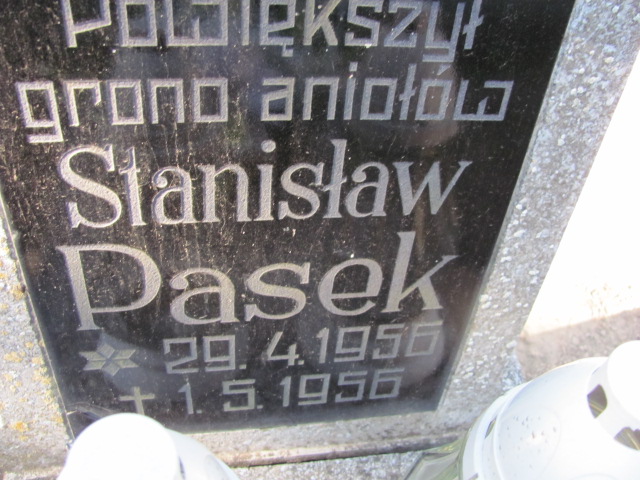 Powiększył
grono aniołów
Stanisław
Pasek
* 29. 4. 1956
† 1. 5. 1956